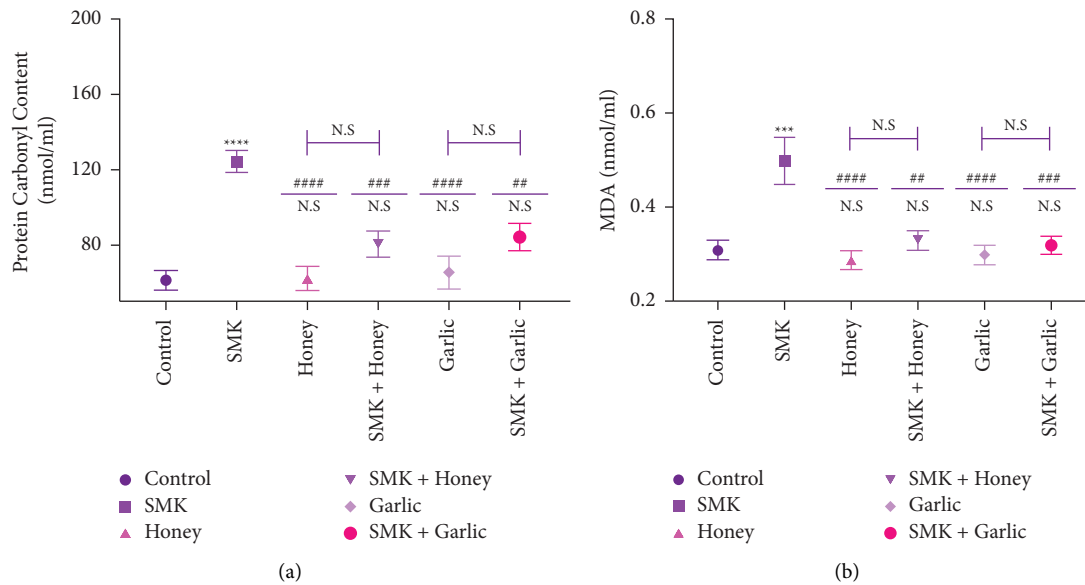 Protein Carbonyl Content
(nmol/ml)
200
160
120
80
****
N.S
N.S
####
###
####
##
N.S
N.S
N.S
N.S
Control
SMK
Honey
SMK + Honey
Garlic
SMK + Garlic
Control
SMK
Honey
SMK + Honey
Garlic
SMK + Garlic
(a)
MDA (nmol/ml)
0.8
0.6
0.4
0.2
***
N.S
N.S
####
##
####
###
N.S
N.S
N.S
N.S
Control
SMK
Honey
SMK + Honey
Garlic
SMK + Garlic
Control
SMK
Honey
SMK + Honey
Garlic
SMK + Garlic
(b)